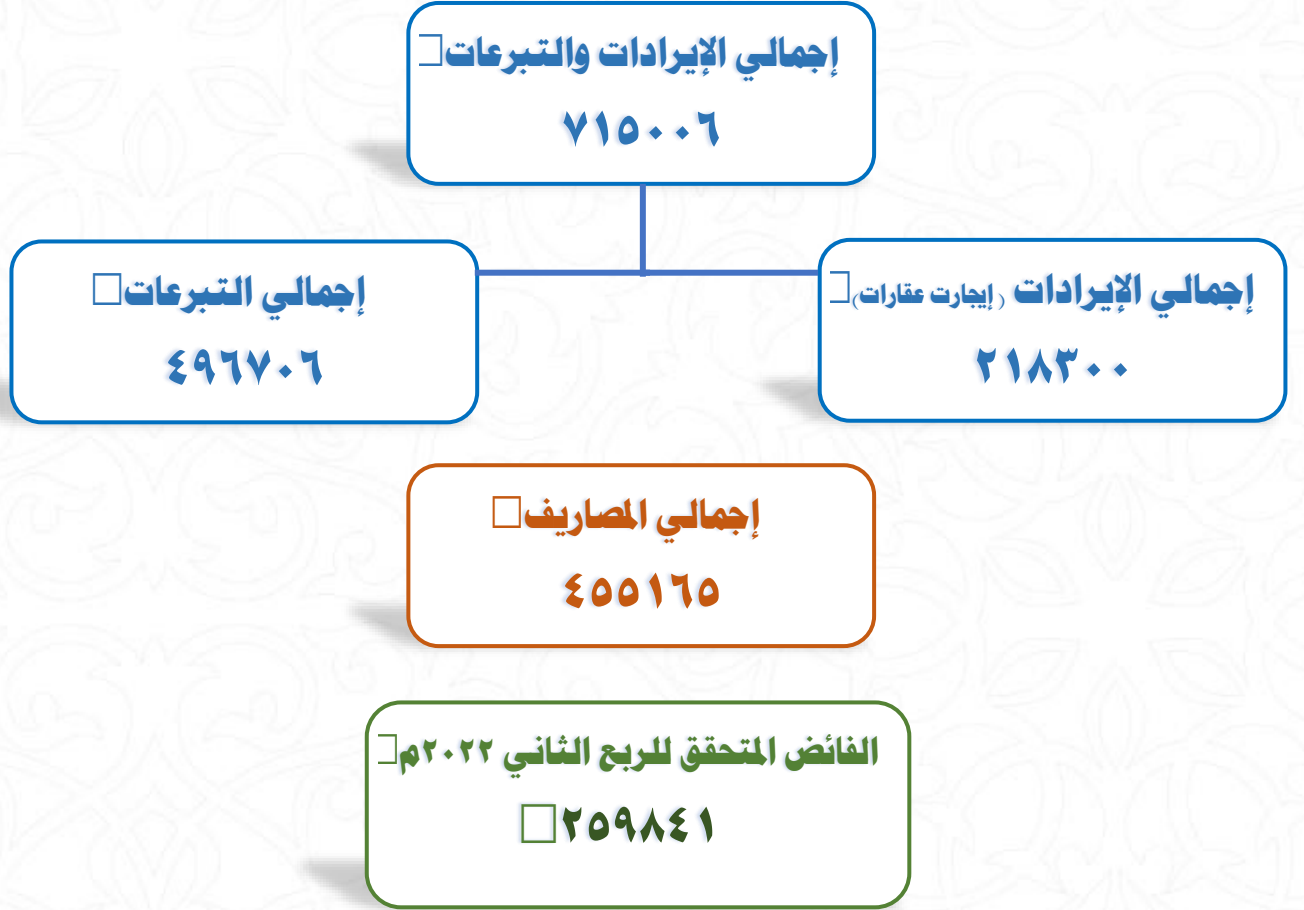 إجمالي الإيرادات والتبرعات
٧١٥٠٠٦
إجمالي الإيرادات (إيجارت عقارات)
٢١٨٣٠٠
إجمالي التبرعات
٤٩٦٧٠٦
إجمالي المصاريف
٤٥٥١٦٥
الفائض المتحقق للربع الثاني ٢٠٢٢م
٢٥٩٨٤١